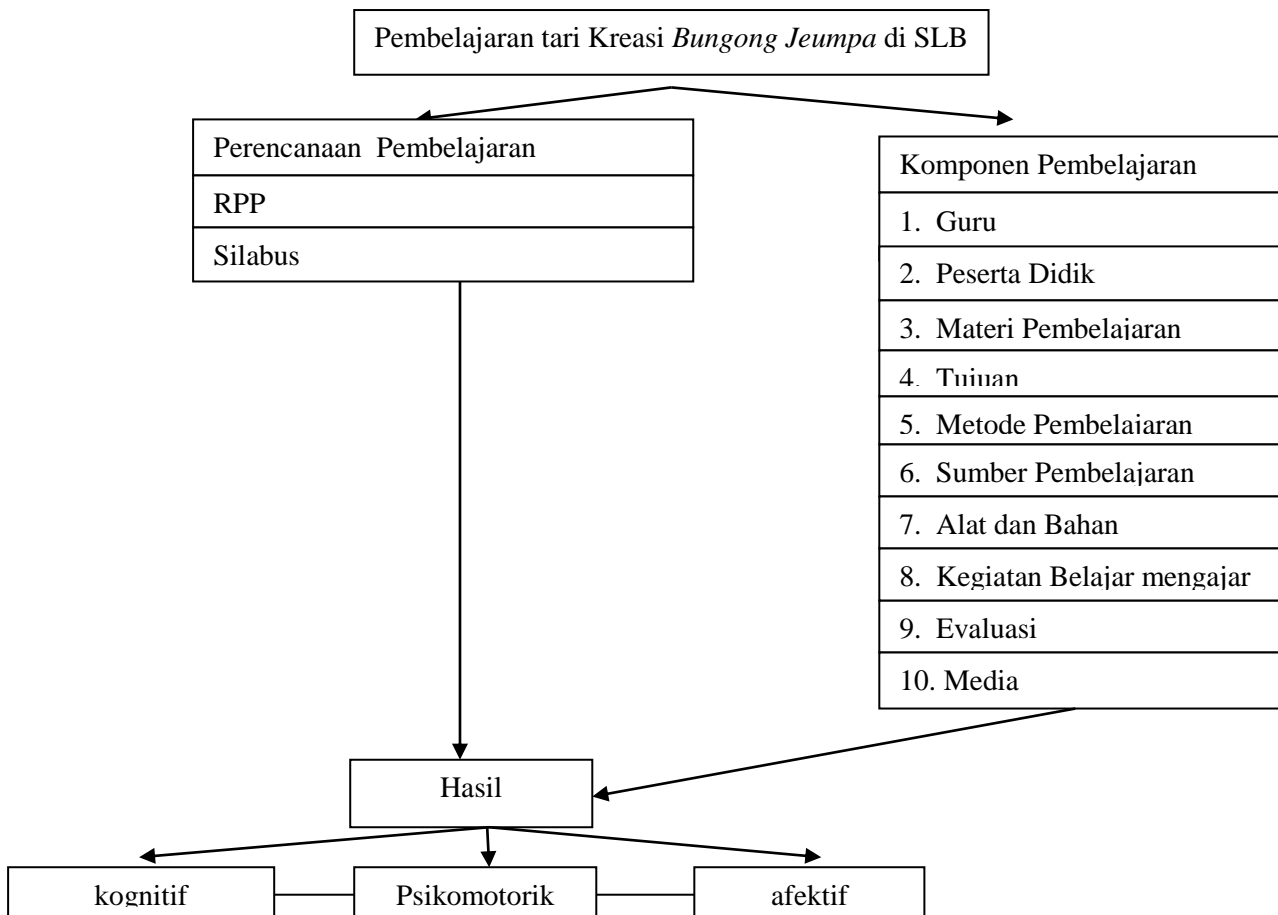 Pembelajaran tari Kreasi Bungong Jeumpa di SLB
Perencanaan Pembelajaran
RPP
Silabus
Komponen Pembelajaran
1. Guru
2. Peserta Didik
3. Materi Pembelajaran
4. Tujuan
5. Metode Pembelajaran
6. Sumber Pembelajaran
7. Alat dan Bahan
8. Kegiatan Belajar mengajar
9. Evaluasi
10. Media
Hasil
kognitif
Psikomotorik
afektif